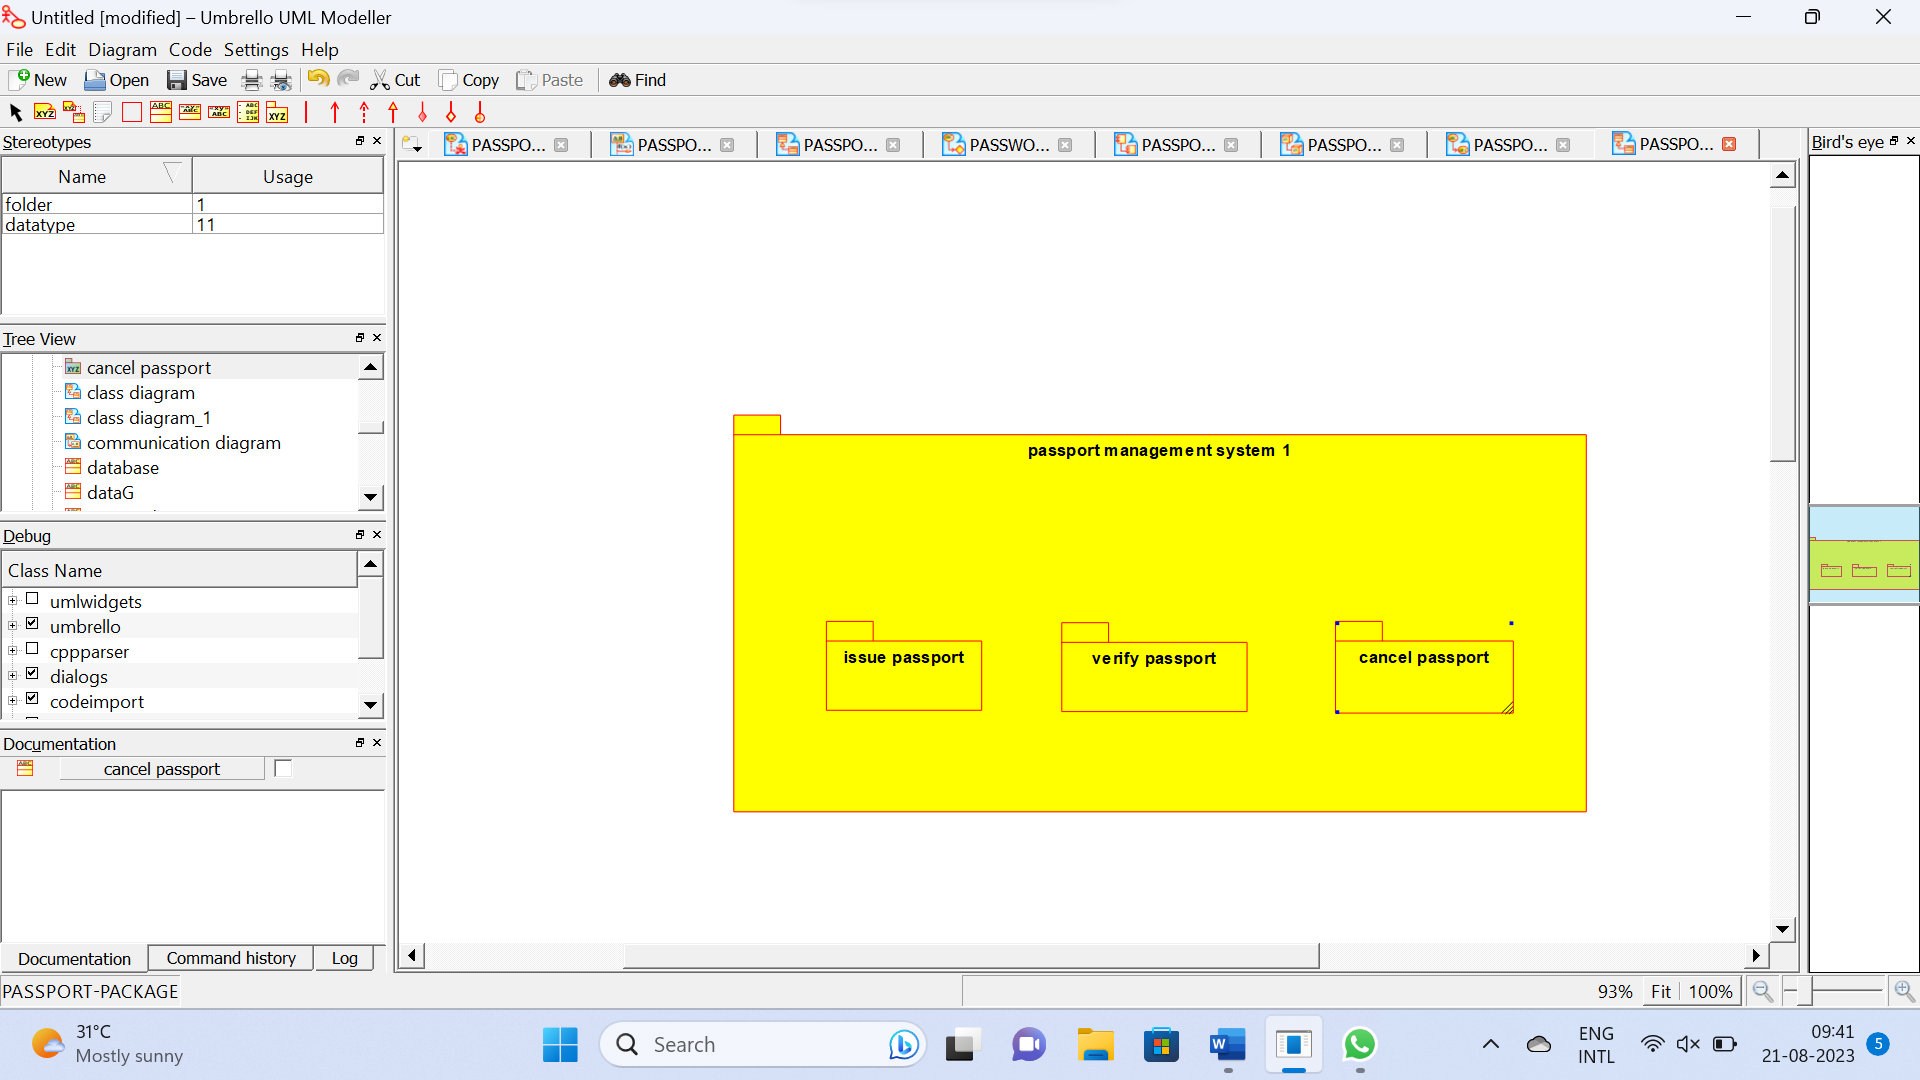 Untitled [modified] – Umbrello UML Modeller
File Edit Diagram Code Settings Help
New Open Save Cut Copy Paste Find
Stereotypes
Name Usage
folder 1
datatype 11
Tree View
cancel passport
class diagram
class diagram_1
communication diagram
database
dataG
Debug
Class Name
umlwidgets
umbrello
cppparser
dialogs
codeimport
Documentation
cancel passport
Documentation Command history Log
PASSPO... PASSPO... PASSPO... PASSWO... PASSPO... PASSPO... PASSPO... PASSPO...
passport management system 1
issue passport
verify passport
cancel passport
Bird's eye
PASSPORT-PACKAGE
93% Fit 100%
31°C
Mostly sunny
Search
ENG
INTL
09:41
21-08-2023
5